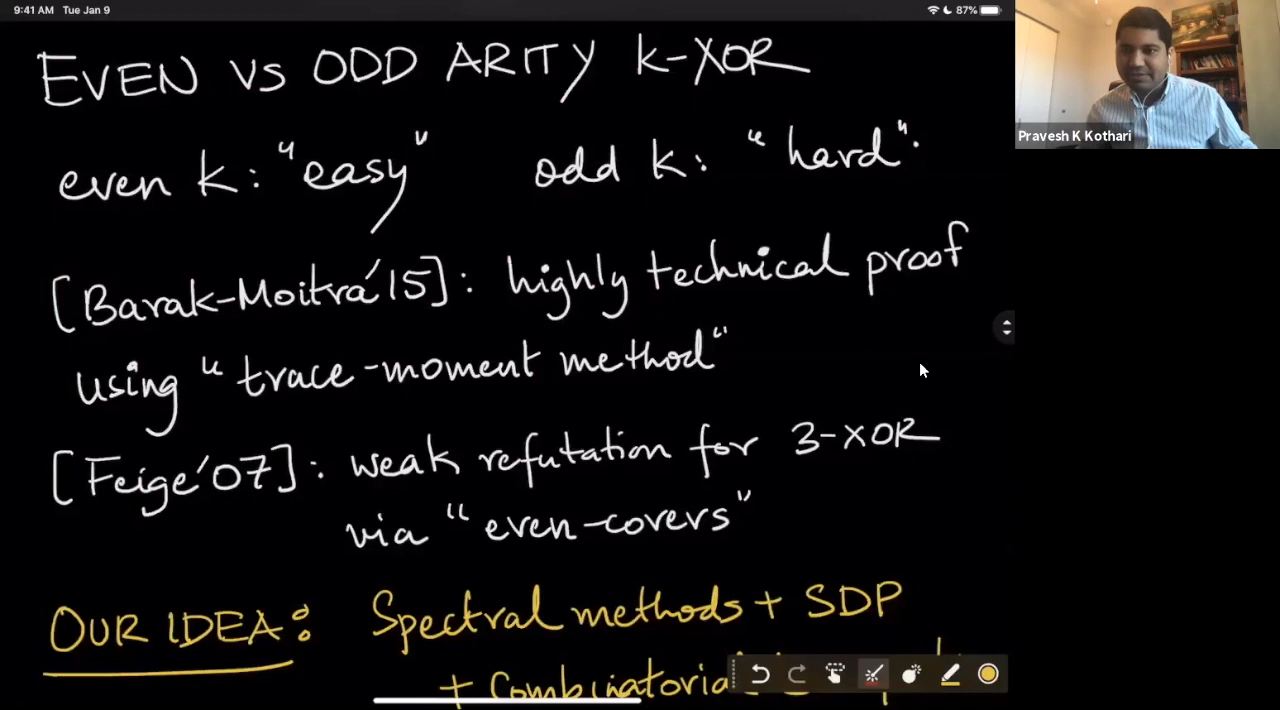 9:41 AM Tue Jan 9
87%
EVEN VS ODD ARITY k-XOR
even k: "easy" odd k: "hard".
[Barak-Moitra'15]: highly technical proof
using "trace-moment method"
[Feige'07]: weak refutation for 3-XOR
via "even-covers"
OUR IDEA: Spectral methods + SDP
+ Combinatorial
Pravesh K Kothari